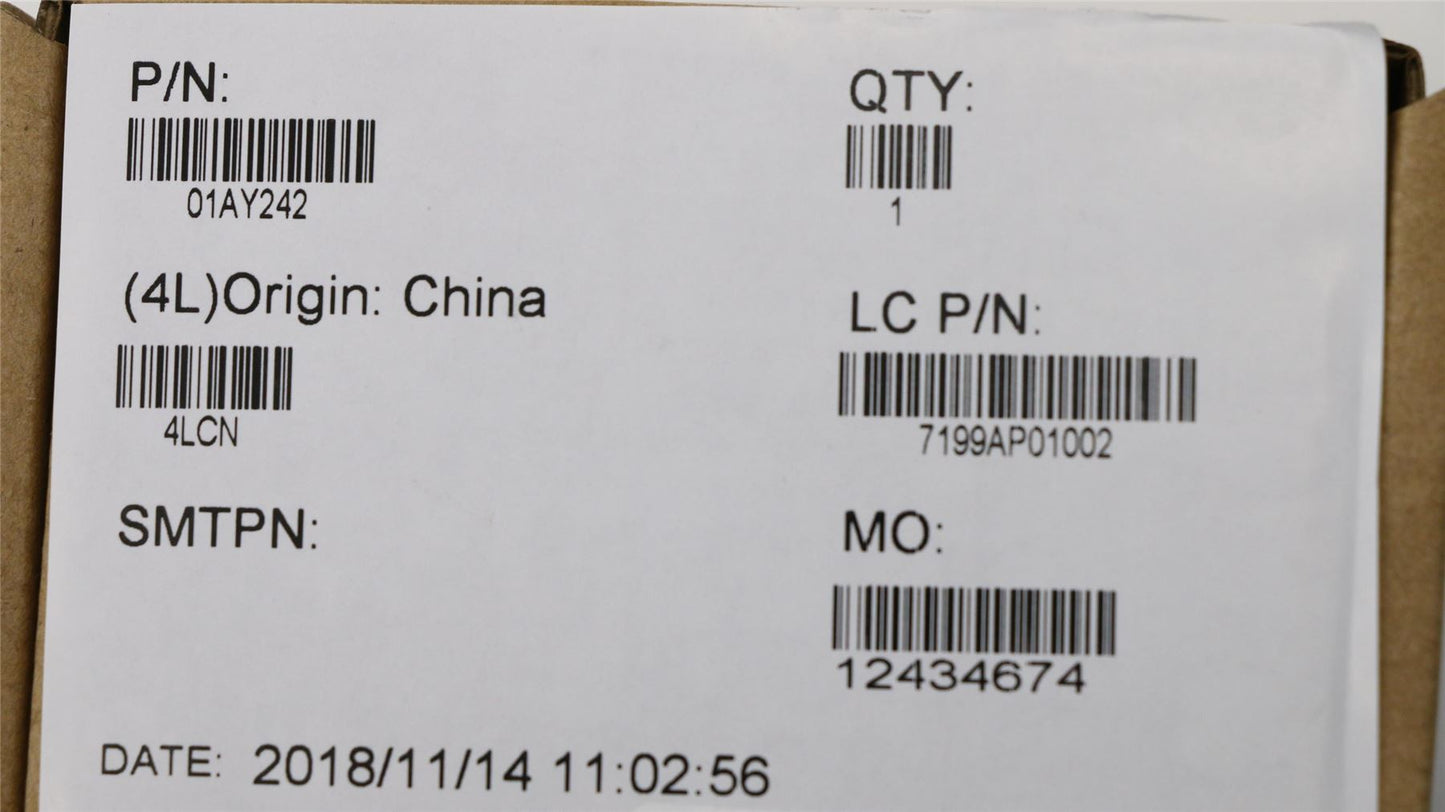 P/N:
01AY242
QTY:
1
(4L)Origin: China
4LCN
LC P/N:
7199AP01002
SMTPN:
MO:
12434674
DATE: 2018/11/14 11:02:56